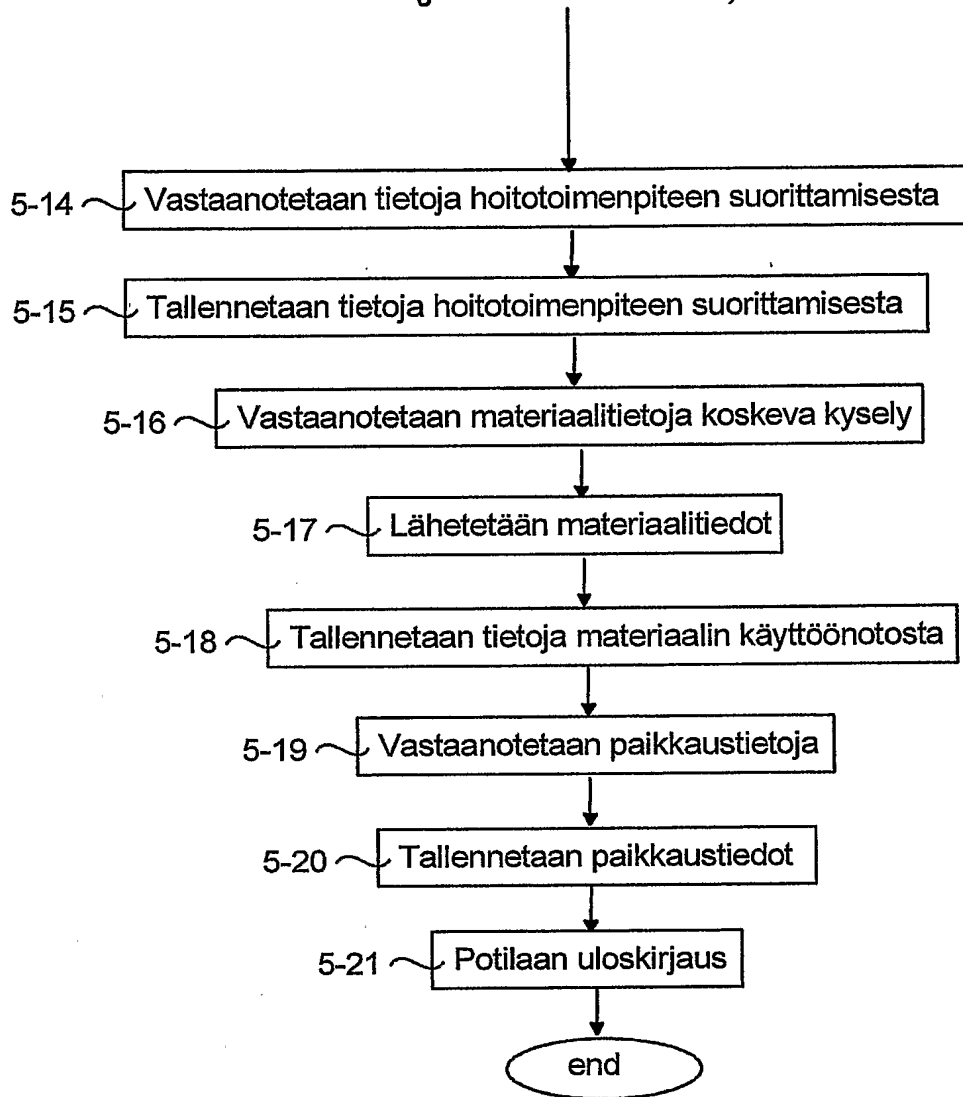 5-14 Vastaanotetaan tietoja hoitotoimenpiteen suorittamisesta
5-15 Tallennetaan tietoja hoitotoimenpiteen suorittamisesta
5-16 Vastaanotetaan materiaalitietoja koskeva kysely
5-17 Lähetetään materiaalitiedot
5-18 Tallennetaan tietoja materiaalin käyttöönotosta
5-19 Vastaanotetaan paikkaustietoja
5-20 Tallennetaan paikkaustiedot
5-21 Potilaan uloskirjaus
end